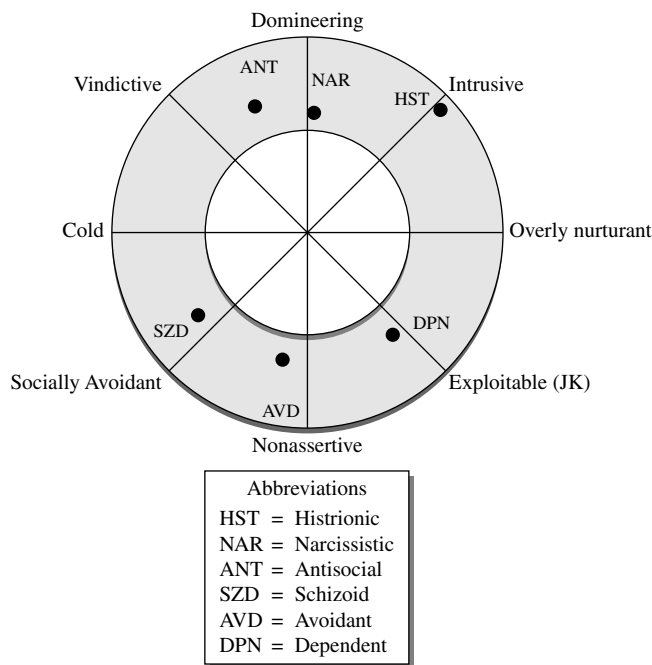 Domineering
ANT
NAR
Vindictive
HST
Intrusive
Cold
Overly nurturant
SZD
DPN
Socially Avoidant
Exploitable (JK)
AVD
Nonassertive
Abbreviations
HST = Histrionic
NAR = Narcissistic
ANT = Antisocial
SZD = Schizoid
AVD = Avoidant
DPN = Dependent